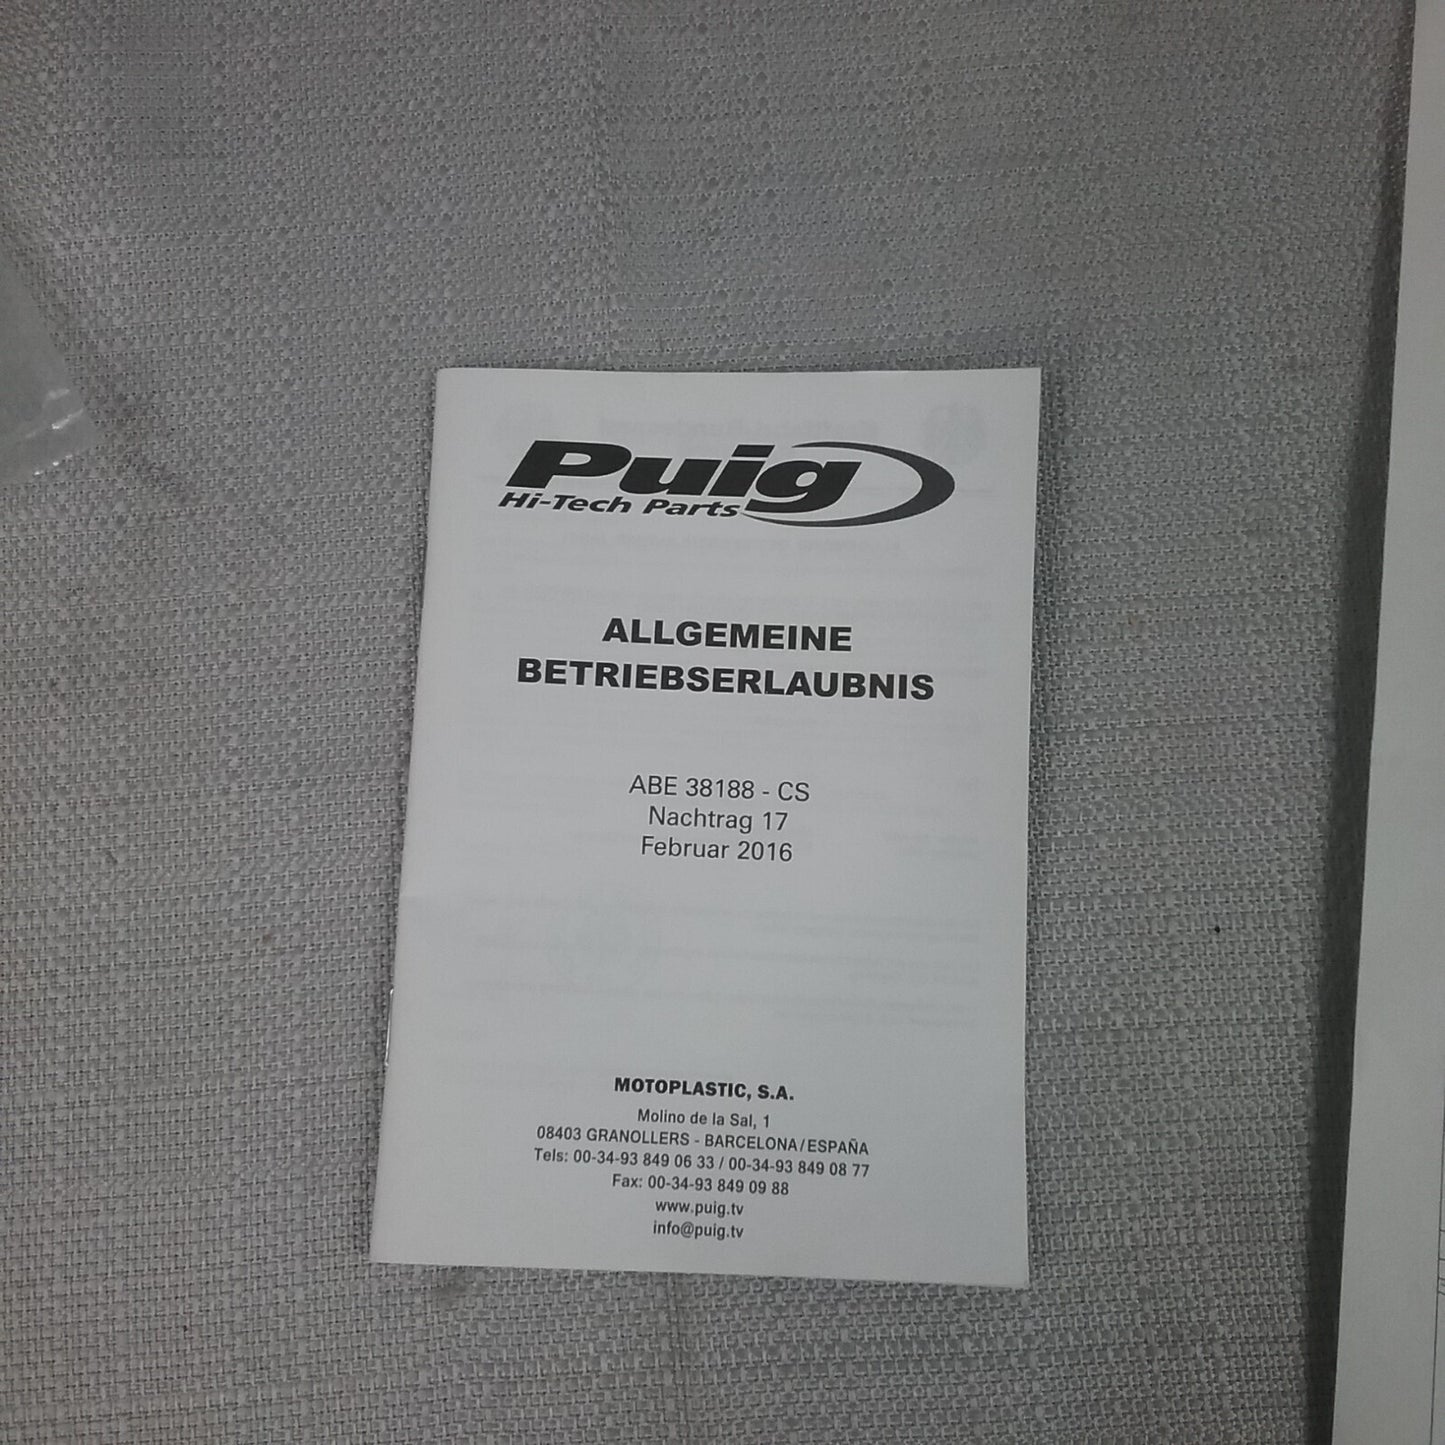 Puig
Hi-Tech Parts
ALLGEMEINE
BETRIEBSERLAUBNIS
ABE 38188 - CS
Nachtrag 17
Februar 2016
MOTOPLASTIC, S.A.
Molino de la Sal, 1
08403 GRANOLLERS - BARCELONA/ESPAÑA
Tels: 00-34-93 849 06 33 / 00-34-93 849 08 77
Fax: 00-34-93 849 09 88
www.puig.tv
info@puig.tv